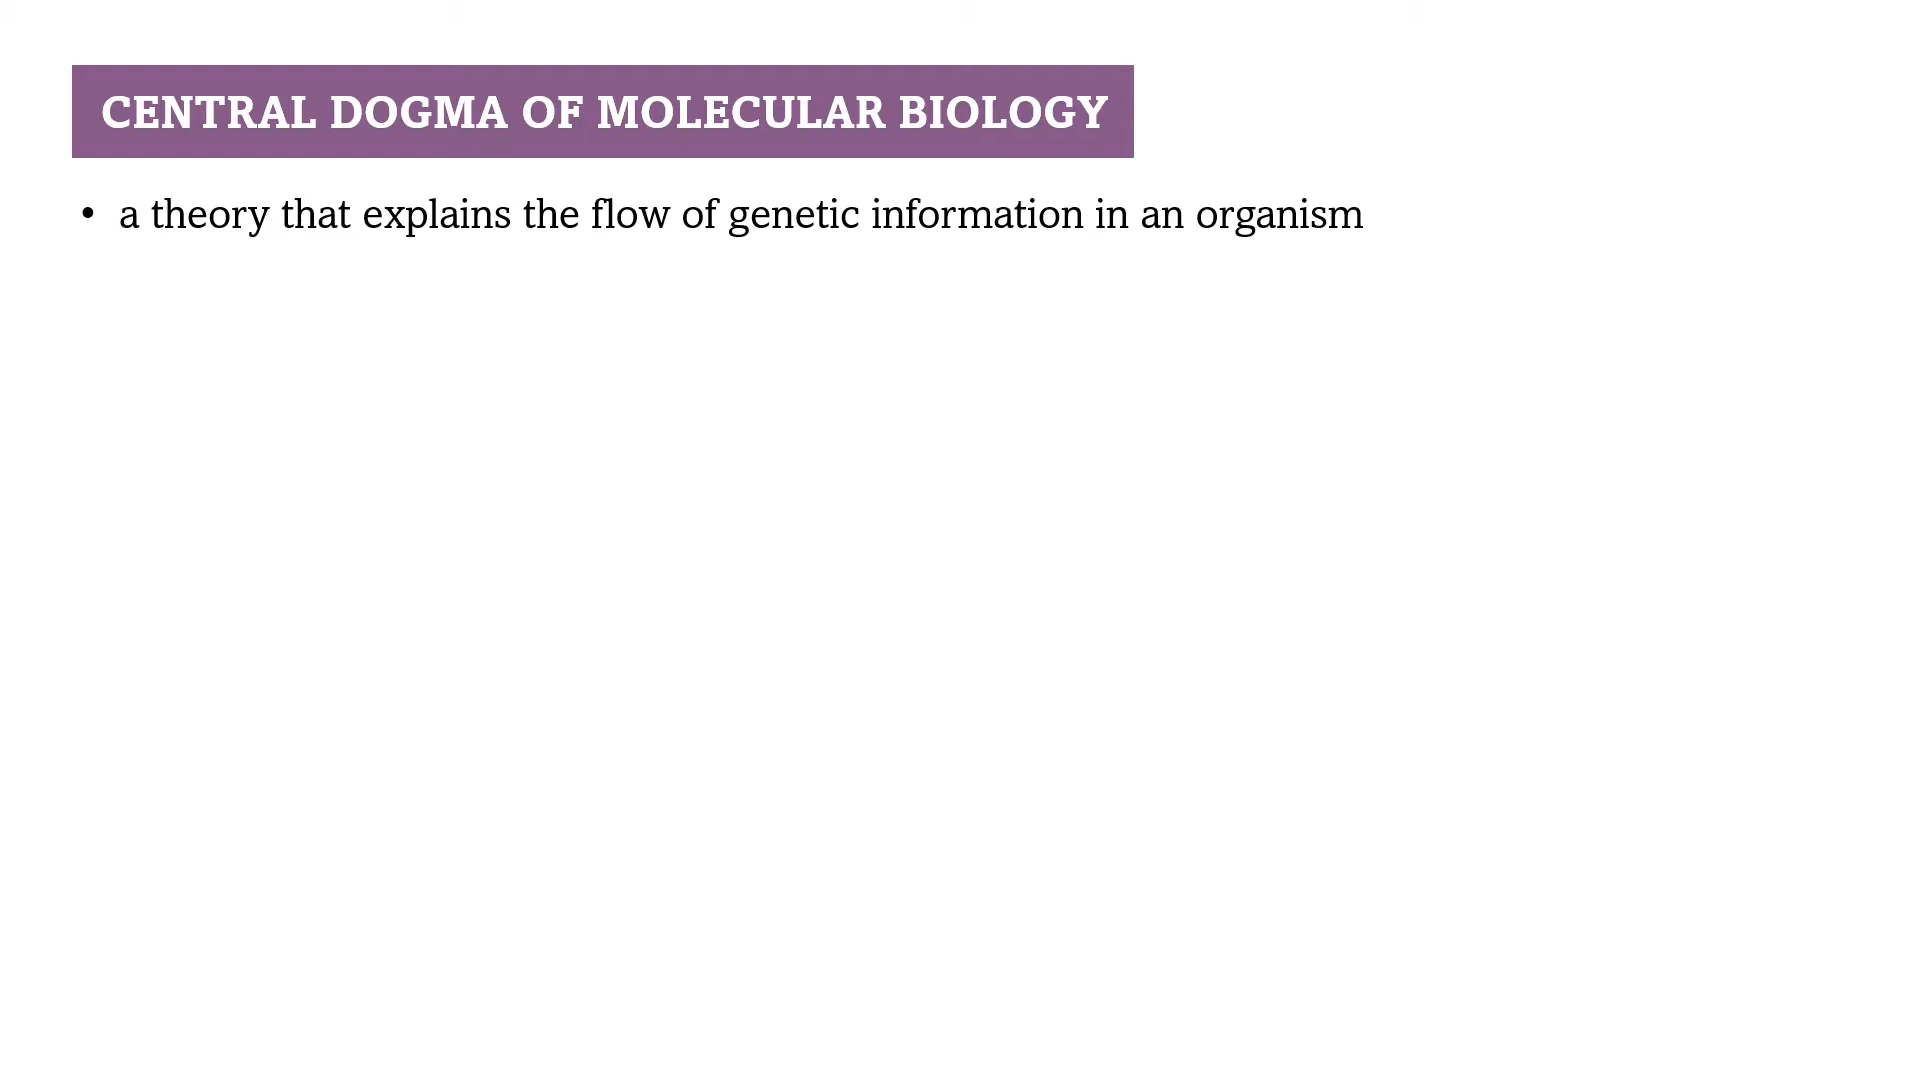 CENTRAL DOGMA OF MOLECULAR BIOLOGY
• a theory that explains the flow of genetic information in an organism